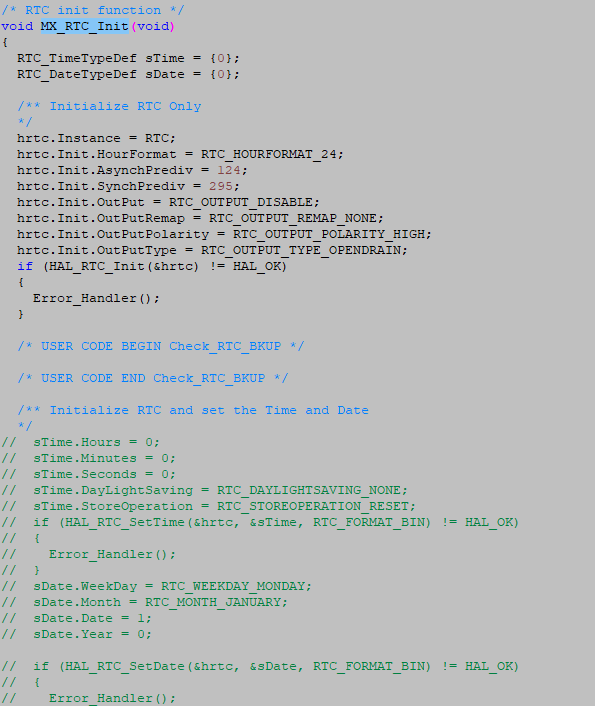 /* RTC init function */
void MX_RTC_Init(void)
{
  RTC_TimeTypeDef sTime = {0};
  RTC_DateTypeDef sDate = {0};

  /** Initialize RTC Only
  */
  hrtc.Instance = RTC;
  hrtc.Init.HourFormat = RTC_HOURFORMAT_24;
  hrtc.Init.AsynchPrediv = 124;
  hrtc.Init.SynchPrediv = 295;
  hrtc.Init.OutPut = RTC_OUTPUT_DISABLE;
  hrtc.Init.OutPutRemap = RTC_OUTPUT_REMAP_NONE;
  hrtc.Init.OutPutPolarity = RTC_OUTPUT_POLARITY_HIGH;
  hrtc.Init.OutPutType = RTC_OUTPUT_TYPE_OPENDRAIN;
  if (HAL_RTC_Init(&hrtc) != HAL_OK)
  {
    Error_Handler();
  }

  /* USER CODE BEGIN Check_RTC_BKUP */

  /* USER CODE END Check_RTC_BKUP */

  /** Initialize RTC and set the Time and Date
  */
//  sTime.Hours = 0;
//  sTime.Minutes = 0;
//  sTime.Seconds = 0;
//  sTime.DayLightSaving = RTC_DAYLIGHTSAVING_NONE;
//  sTime.StoreOperation = RTC_STOREOPERATION_RESET;
//  if (HAL_RTC_SetTime(&hrtc, &sTime, RTC_FORMAT_BIN) != HAL_OK)
//  {
//    Error_Handler();
//  }
//  sDate.WeekDay = RTC_WEEKDAY_MONDAY;
//  sDate.Month = RTC_MONTH_JANUARY;
//  sDate.Date = 1;
//  sDate.Year = 0;

//  if (HAL_RTC_SetDate(&hrtc, &sDate, RTC_FORMAT_BIN) != HAL_OK)
//  {
//    Error_Handler();